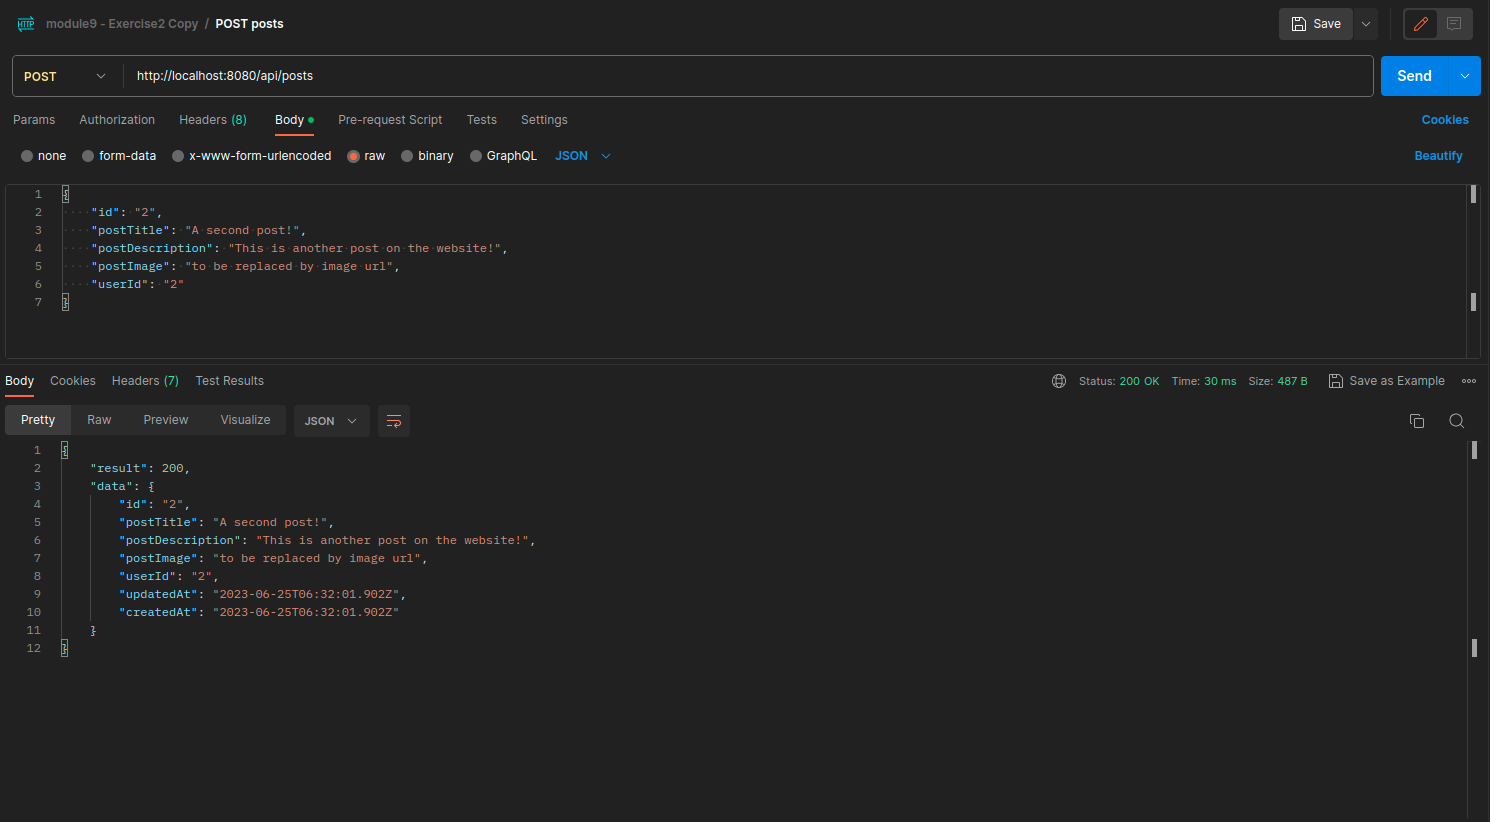 HTTP module9 - Exercise2 Copy / POST posts Save
POST http://localhost:8080/api/posts Send
Params Authorization Headers (8) Body Pre-request Script Tests Settings Cookies
none form-data x-www-form-urlencoded raw binary GraphQL JSON Beautify
1 {
2 "id": "2",
3 "postTitle": "A second post!",
4 "postDescription": "This is another post on the website!",
5 "postImage": "to be replaced by image url",
6 "userId": "2"
7 }
Body Cookies Headers (7) Test Results Status: 200 OK Time: 30 ms Size: 487 B Save as Example
Pretty Raw Preview Visualize JSON
1 {
2 "result": 200,
3 "data": {
4 "id": "2",
5 "postTitle": "A second post!",
6 "postDescription": "This is another post on the website!",
7 "postImage": "to be replaced by image url",
8 "userId": "2",
9 "updatedAt": "2023-06-25T06:32:01.902Z",
10 "createdAt": "2023-06-25T06:32:01.902Z"
11 }
12 }